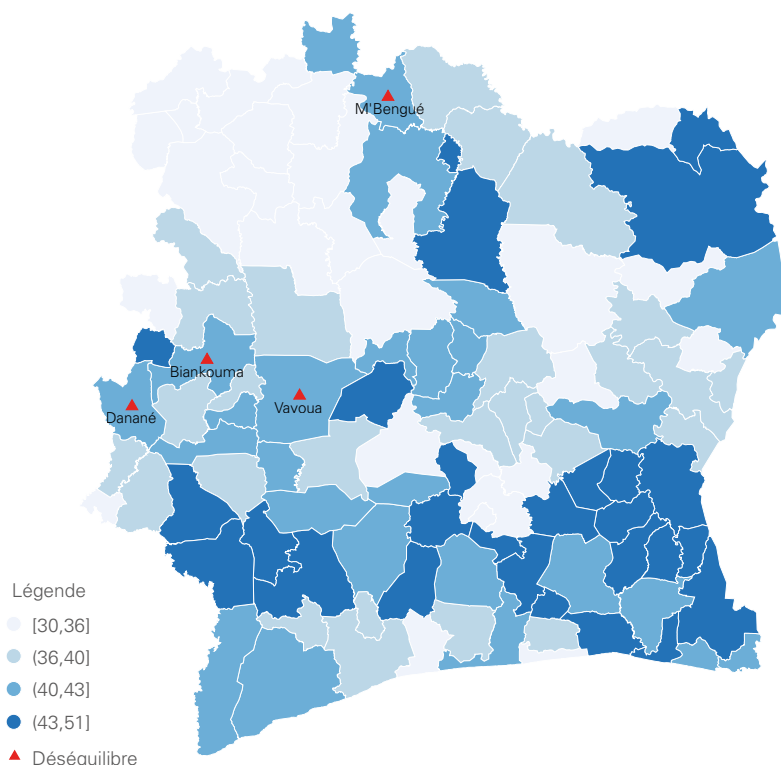 M'Bengué
Biankouma
Vavoua
Danané
Légende
[30,36]
(36,40]
(40,43]
(43,51]
Déséquilibre